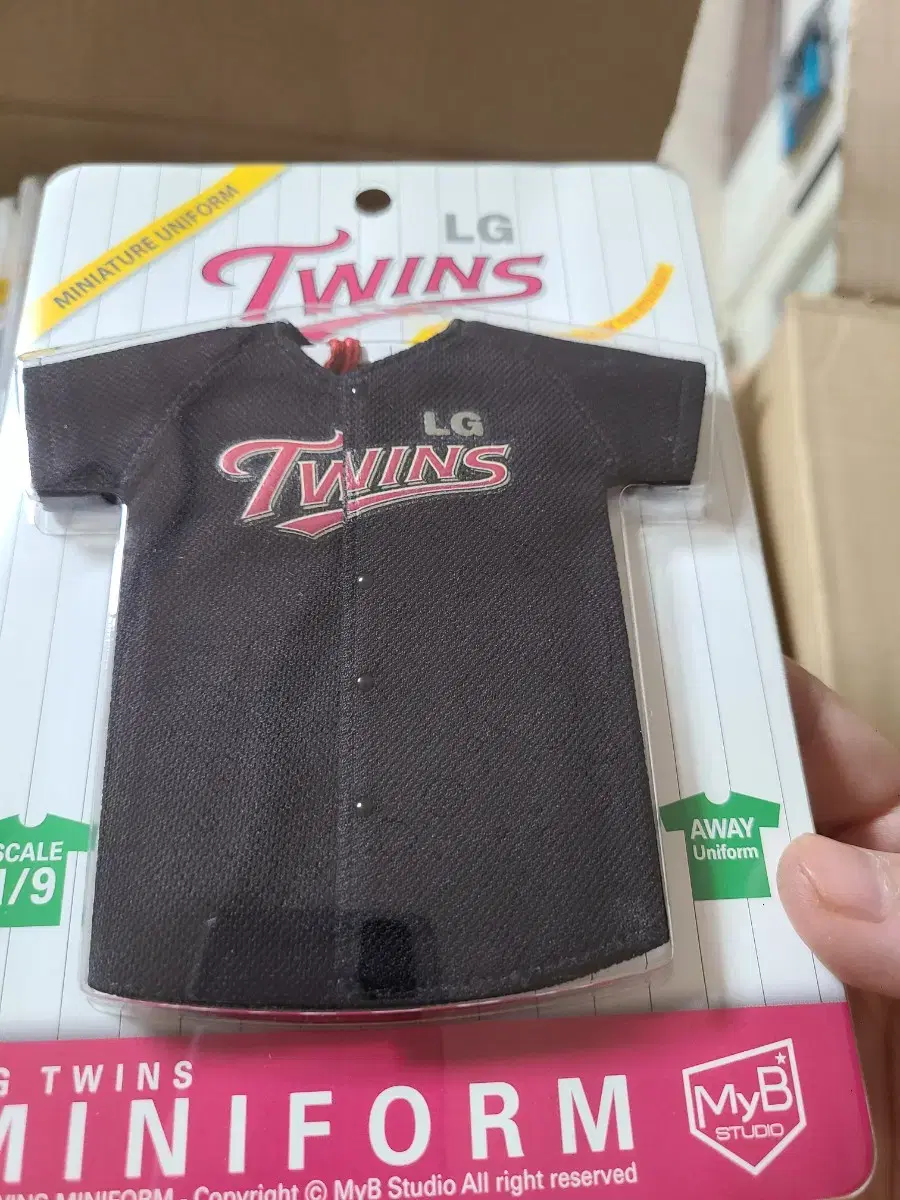 MINIATURE UNIFORM
LG
TWINS
LG
TWINS
SCALE
1/9
AWAY
Uniform
G TWINS
MINIFORM
MyB
STUDIO
MINIFORM - Copyright © MyB Studio All right reserved